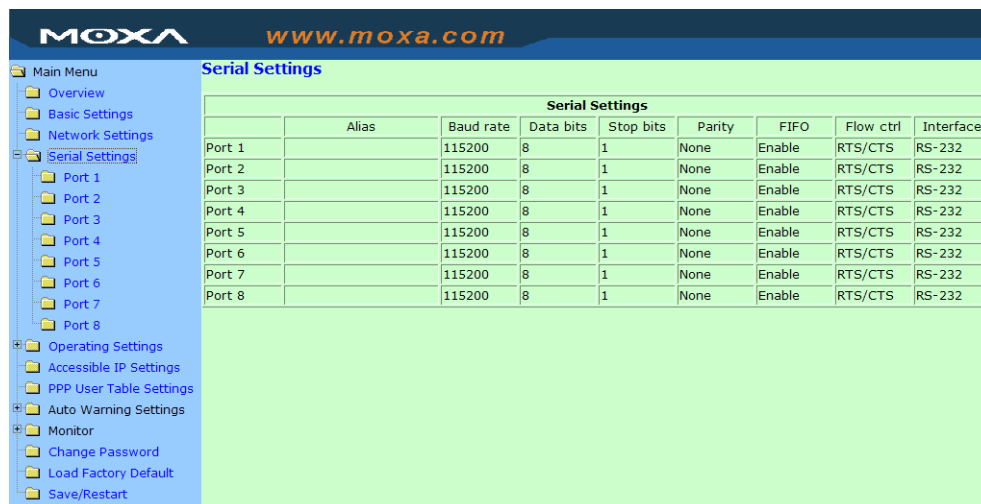 MOXA www.moxa.com
Main Menu
Overview
Basic Settings
Network Settings
Serial Settings
Port 1
Port 2
Port 3
Port 4
Port 5
Port 6
Port 7
Port 8
Operating Settings
Accessible IP Settings
PPP User Table Settings
Auto Warning Settings
Monitor
Change Password
Load Factory Default
Save/Restart
Serial Settings
Serial Settings
Alias Baud rate Data bits Stop bits Parity FIFO Flow ctrl Interface
Port 1 115200 8 1 None Enable RTS/CTS RS-232
Port 2 115200 8 1 None Enable RTS/CTS RS-232
Port 3 115200 8 1 None Enable RTS/CTS RS-232
Port 4 115200 8 1 None Enable RTS/CTS RS-232
Port 5 115200 8 1 None Enable RTS/CTS RS-232
Port 6 115200 8 1 None Enable RTS/CTS RS-232
Port 7 115200 8 1 None Enable RTS/CTS RS-232
Port 8 115200 8 1 None Enable RTS/CTS RS-232